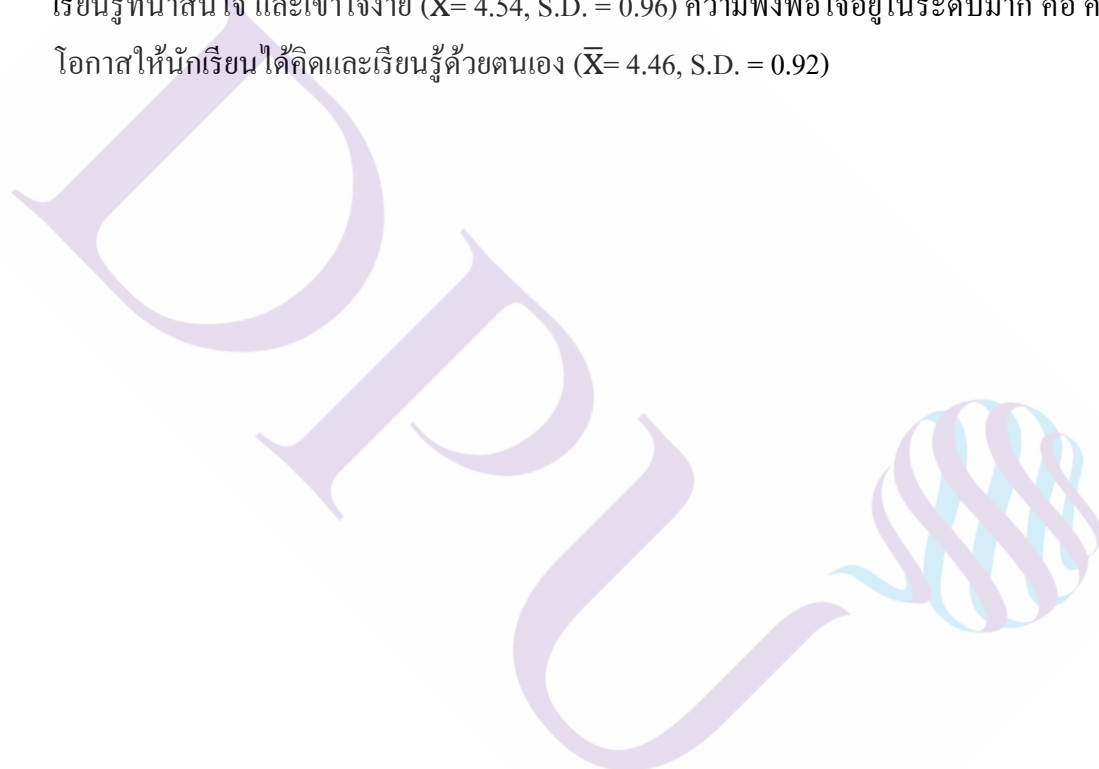 เรียนรู้ที่น่าสนใจ และเข้าใจง่าย (X̄= 4.54, S.D. = 0.96) ความพึงพอใจอยู่ในระดับมาก คือ
โอกาสให้นักเรียนได้คิดและเรียนรู้ด้วยตนเอง (X̄= 4.46, S.D. = 0.92)
DPU